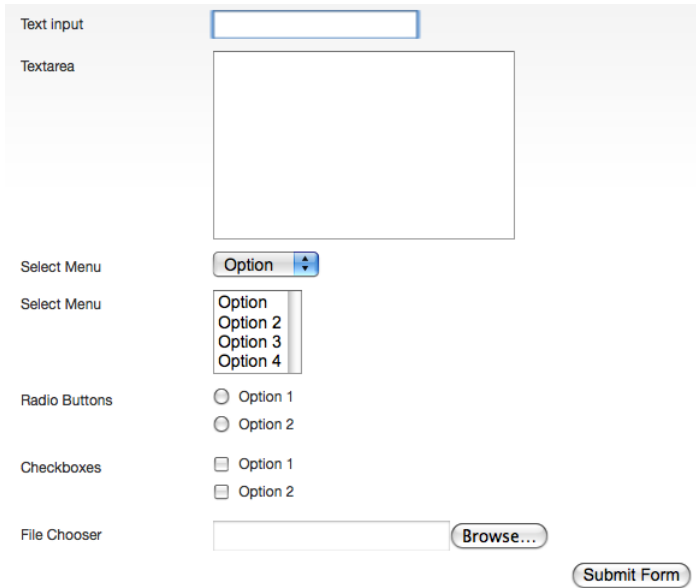 Text input
Textarea
Select Menu
Option
Select Menu
Option
Option 2
Option 3
Option 4
Radio Buttons
Option 1
Option 2
Checkboxes
Option 1
Option 2
File Chooser
Browse...
Submit Form